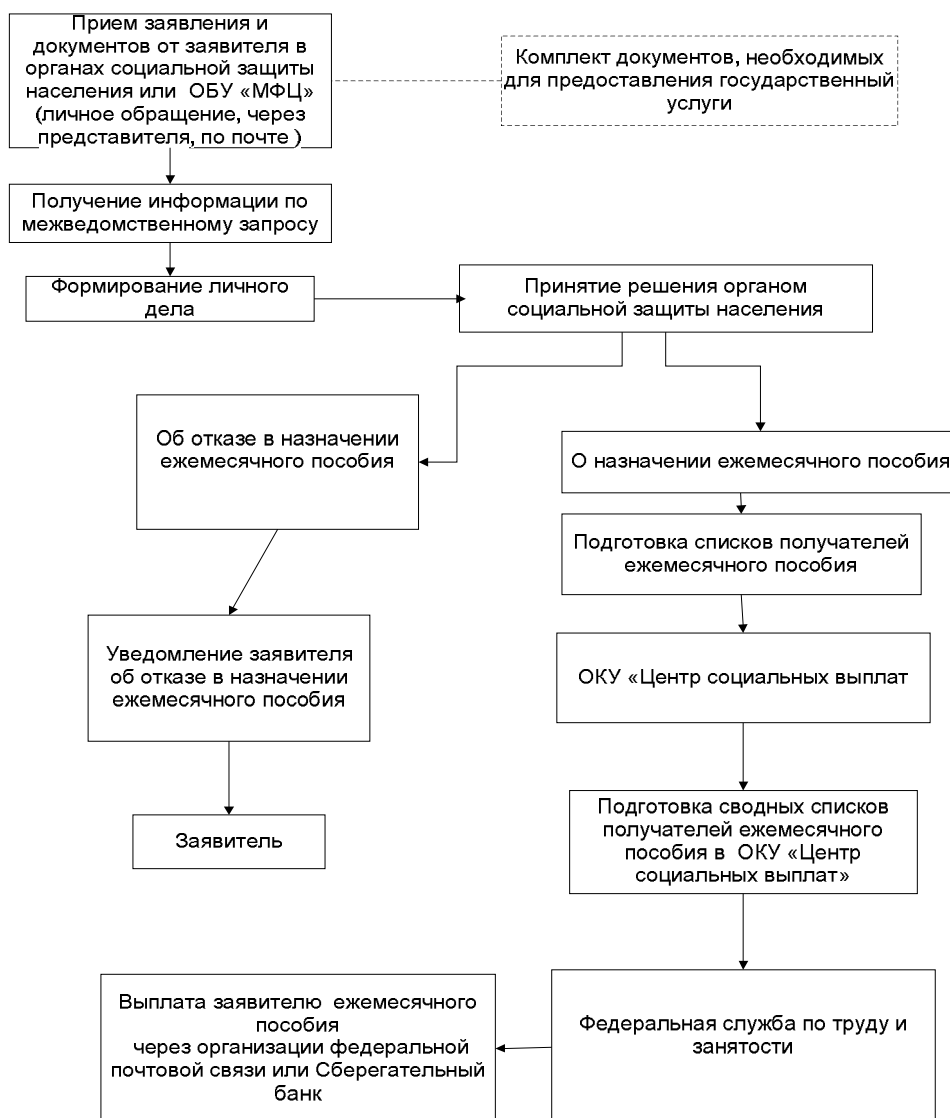 Прием заявления и
документов от заявителя в
органах социальной защиты
населения или ОБУ «МФЦ»
(личное обращение, через
представителя, по почте )
Комплект документов, необходимых
для предоставления государственный
услуги
Получение информации по
межведомственному запросу
Формирование личного
дела
Принятие решения органом
социальной защиты населения
Об отказе в назначении
ежемесячного пособия
О назначении ежемесячного пособия
Подготовка списков получателей
ежемесячного пособия
Уведомление заявителя
об отказе в назначении
ежемесячного пособия
ОКУ «Центр социальных выплат
Заявитель
Подготовка сводных списков
получателей ежемесячного
пособия в ОКУ «Центр
социальных выплат»
Выплата заявителю ежемесячного
пособия
через организации федеральной
почтовой связи или Сберегательный
банк
Федеральная служба по труду и
занятости